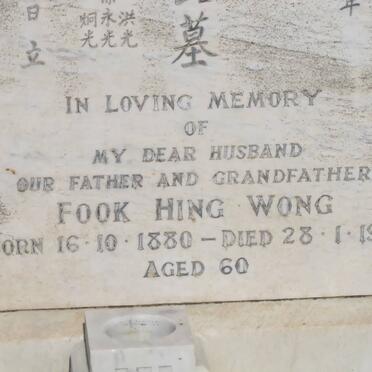 日立
炯光
永光
洪光
墓
年
IN LOVING MEMORY
OF
MY DEAR HUSBAND
OUR FATHER AND GRANDFATHER
FOOK HING WONG
ORN 16·10·1880 – DIED 28·1·19
AGED 60